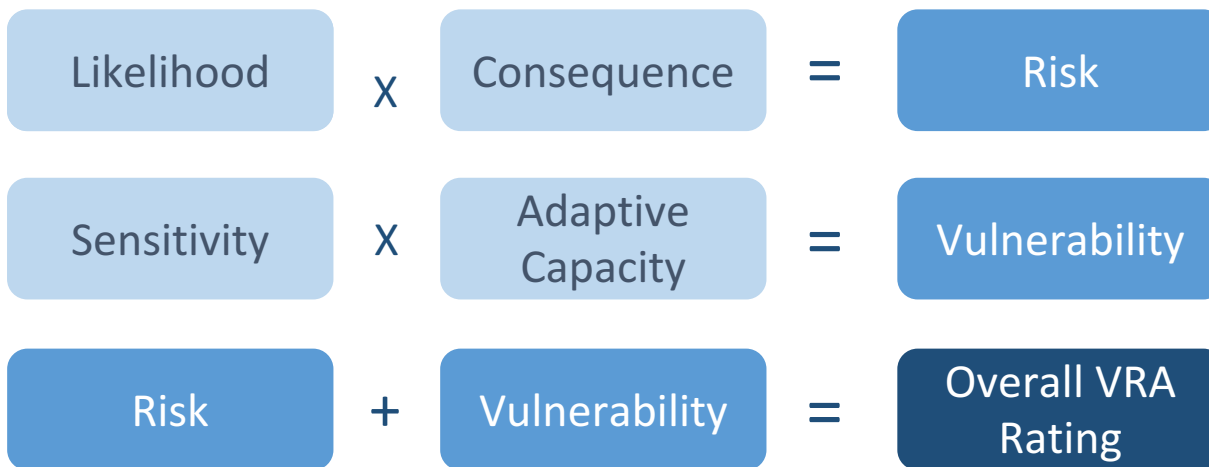 Likelihood x Consequence = Risk
Sensitivity x Adaptive Capacity = Vulnerability
Risk + Vulnerability = Overall VRA Rating